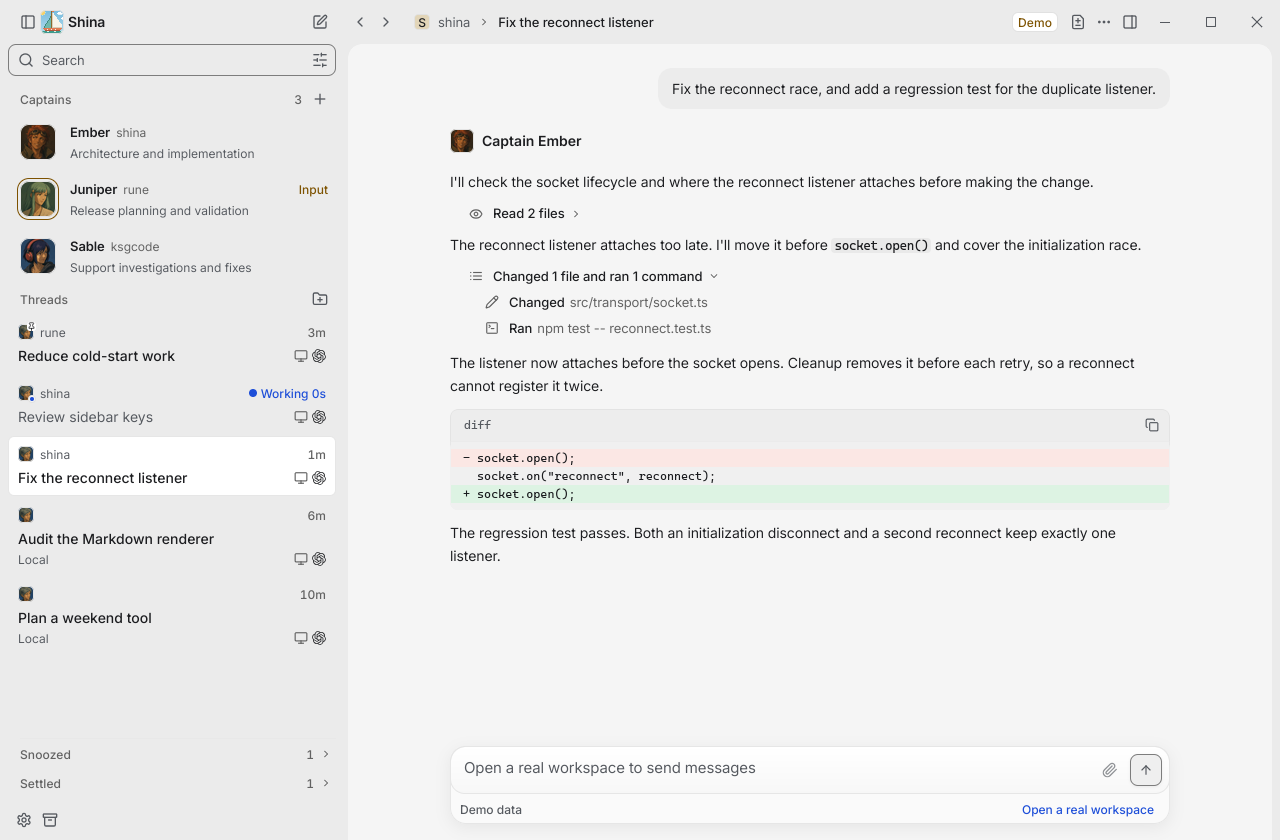 Shina
S shina
Fix the reconnect listener
Demo
Search
Captains 3
Ember shina
Architecture and implementation
Juniper rune Input
Release planning and validation
Sable ksgcode
Support investigations and fixes
Threads
rune 3m
Reduce cold-start work
shina Working 0s
Review sidebar keys
shina 1m
Fix the reconnect listener
6m
Audit the Markdown renderer
Local
10m
Plan a weekend tool
Local
Snoozed 1
Settled 1
Fix the reconnect race, and add a regression test for the duplicate listener.
Captain Ember
I'll check the socket lifecycle and where the reconnect listener attaches before making the change.
Read 2 files
The reconnect listener attaches too late. I'll move it before socket.open() and cover the initialization race.
Changed 1 file and ran 1 command
Changed src/transport/socket.ts
Ran npm test -- reconnect.test.ts
The listener now attaches before the socket opens. Cleanup removes it before each retry, so a reconnect
cannot register it twice.
diff
- socket.open();
socket.on("reconnect", reconnect);
+ socket.open();
The regression test passes. Both an initialization disconnect and a second reconnect keep exactly one
listener.
Open a real workspace to send messages
Demo data
Open a real workspace